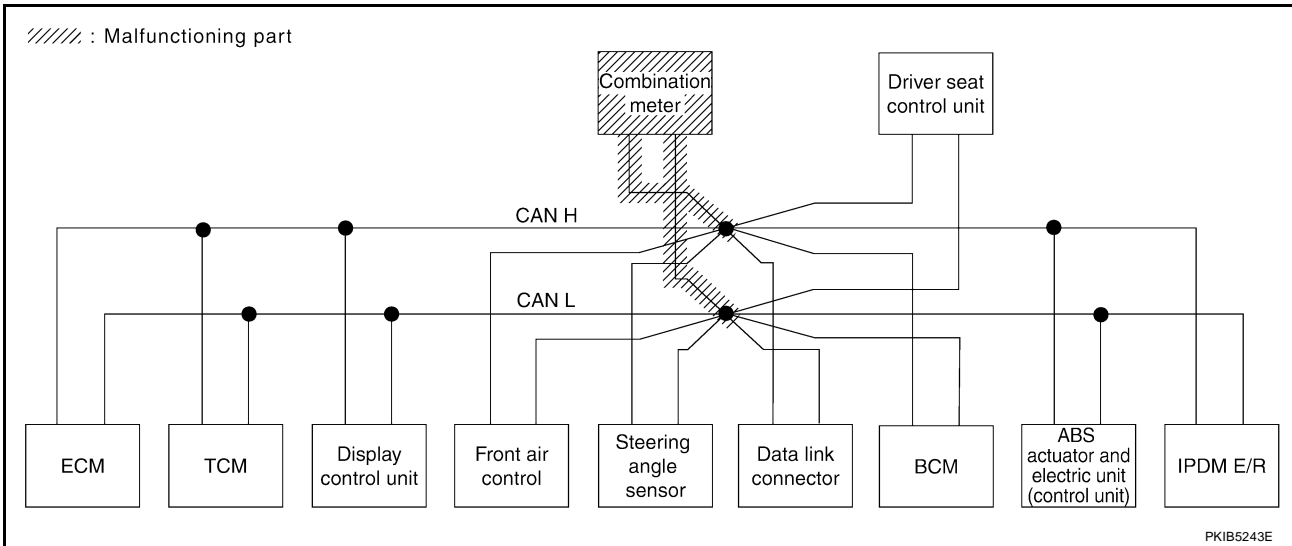 : Malfunctioning part
Combination
meter
Driver seat
control unit
CAN H
CAN L
ECM
TCM
Display
control unit
Front air
control
Steering
angle
sensor
Data link
connector
BCM
ABS
actuator and
electric unit
(control unit)
IPDM E/R
PKIB5243E